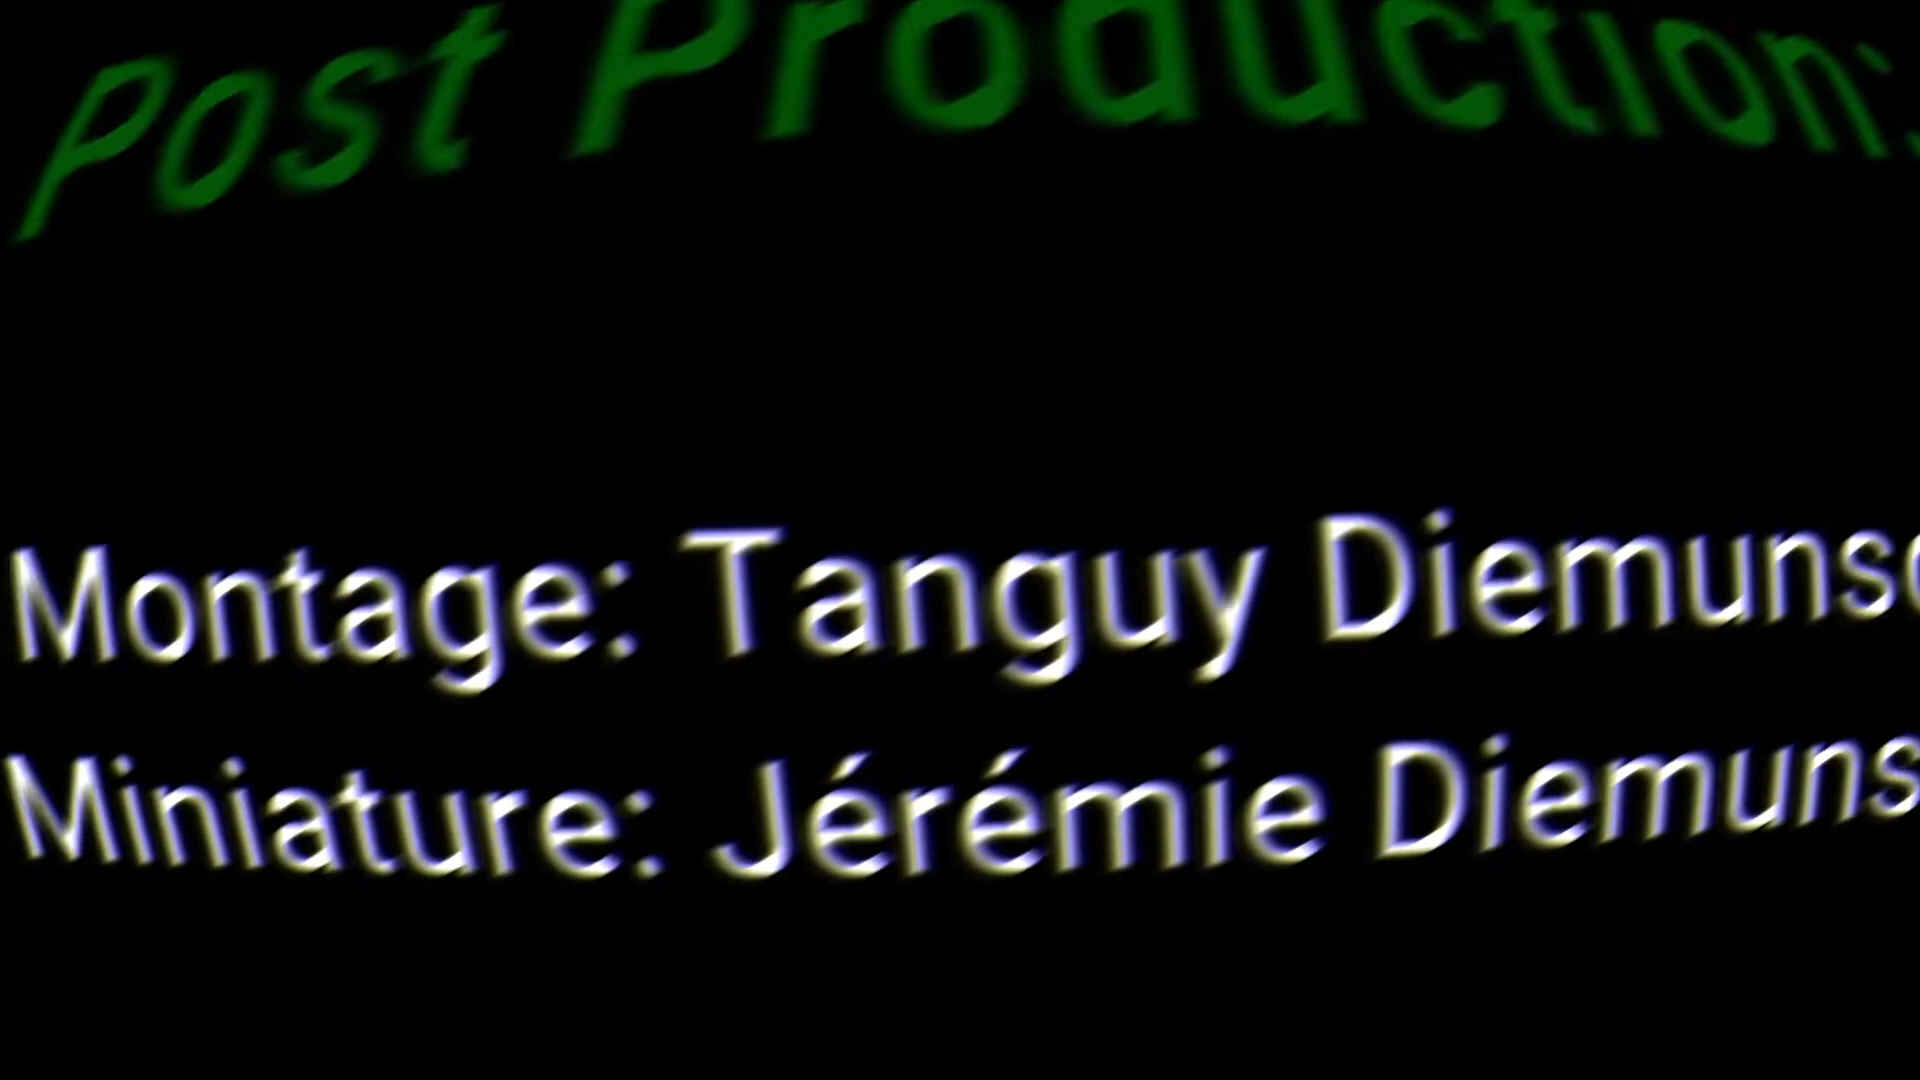 Post Production:
Montage: Tanguy Diemunsc
Miniature: Jérémie Diemuns